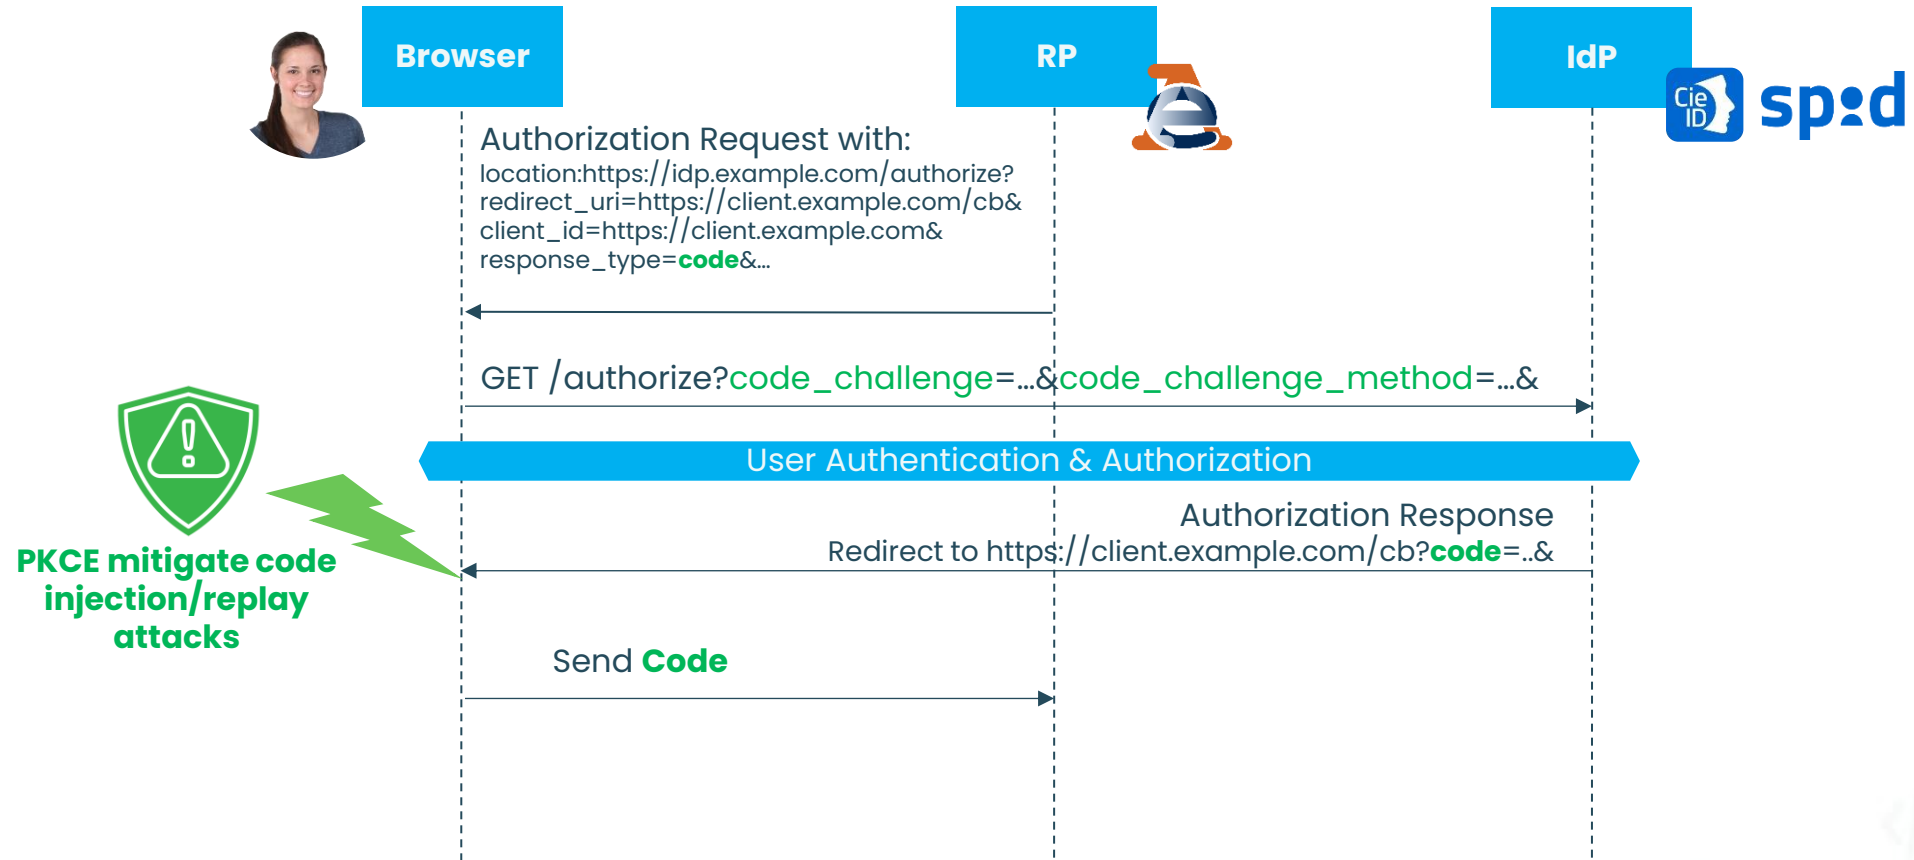 Browser
RP
IdP
Cie
ID
spid
Authorization Request with:
location:https://idp.example.com/authorize?
redirect_uri=https://client.example.com/cb&
client_id=https://client.example.com&
response_type=code&...
GET /authorize?code_challenge=...&code_challenge_method=...&
User Authentication & Authorization
Authorization Response
Redirect to https://client.example.com/cb?code=..&
PKCE mitigate code
injection/replay
attacks
Send Code